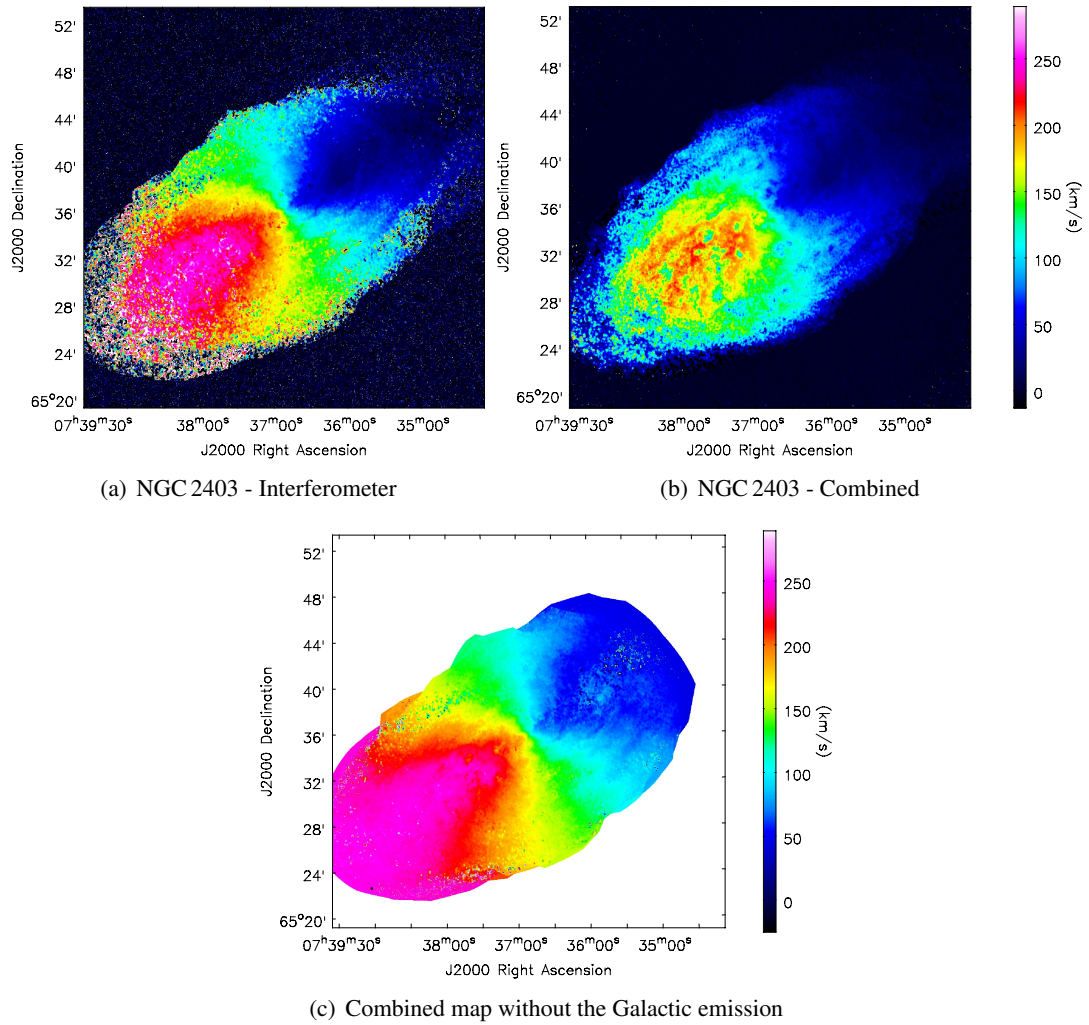 52'
48'
44'
40'
36'
32'
28'
24'
65°20'
J2000 Declination
07ʰ39ᵐ30ˢ 38ᵐ00ˢ 37ᵐ00ˢ 36ᵐ00ˢ 35ᵐ00ˢ
J2000 Right Ascension
(a) NGC 2403 - Interferometer
52'
48'
44'
40'
36'
32'
28'
24'
65°20'
J2000 Declination
07ʰ39ᵐ30ˢ 38ᵐ00ˢ 37ᵐ00ˢ 36ᵐ00ˢ 35ᵐ00ˢ
J2000 Right Ascension
250
200
150
100
50
0
(km/s)
(b) NGC 2403 - Combined
52'
48'
44'
40'
36'
32'
28'
24'
65°20'
J2000 Declination
07ʰ39ᵐ30ˢ 38ᵐ00ˢ 37ᵐ00ˢ 36ᵐ00ˢ 35ᵐ00ˢ
J2000 Right Ascension
250
200
150
100
50
0
(km/s)
(c) Combined map without the Galactic emission